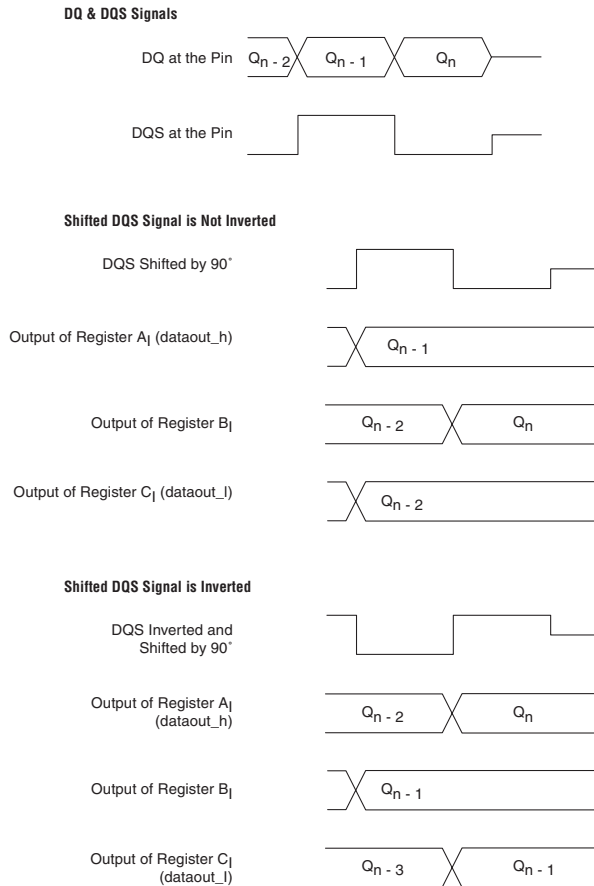 DQ & DQS Signals
DQ at the Pin
Qn - 2
Qn - 1
Qn
DQS at the Pin
Shifted DQS Signal is Not Inverted
DQS Shifted by 90˚
Output of Register AI (dataout_h)
Qn - 1
Output of Register BI
Qn - 2
Qn
Output of Register CI (dataout_l)
Qn - 2
Shifted DQS Signal is Inverted
DQS Inverted and
Shifted by 90˚
Output of Register AI
(dataout_h)
Qn - 2
Qn
Output of Register BI
Qn - 1
Output of Register CI
(dataout_l)
Qn - 3
Qn - 1